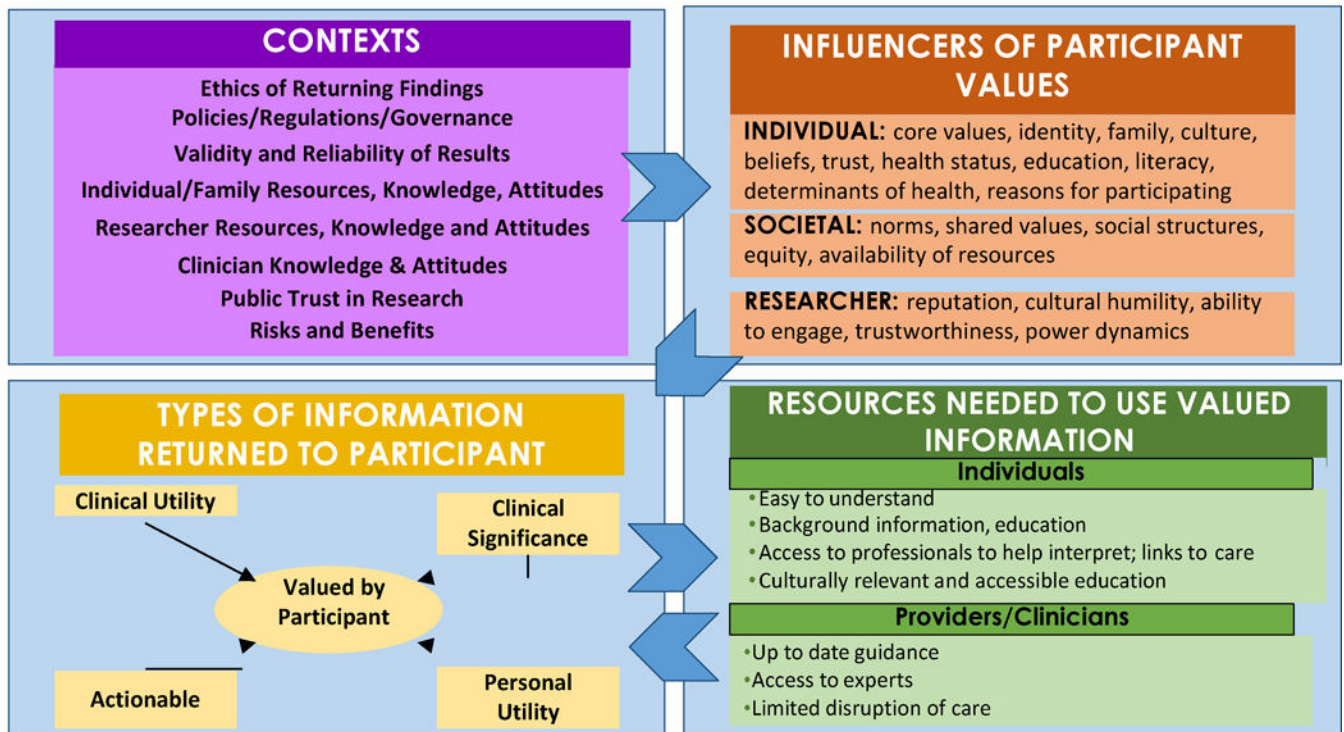 CONTEXTS
Ethics of Returning Findings
Policies/Regulations/Governance
Validity and Reliability of Results
Individual/Family Resources, Knowledge, Attitudes
Researcher Resources, Knowledge and Attitudes
Clinician Knowledge & Attitudes
Public Trust in Research
Risks and Benefits
INFLUENCERS OF PARTICIPANT
VALUES
INDIVIDUAL: core values, identity, family, culture,
beliefs, trust, health status, education, literacy,
determinants of health, reasons for participating
SOCIETAL: norms, shared values, social structures,
equity, availability of resources
RESEARCHER: reputation, cultural humility, ability
to engage, trustworthiness, power dynamics
TYPES OF INFORMATION
RETURNED TO PARTICIPANT
Clinical Utility
Clinical
Significance
Valued by
Participant
Actionable
Personal
Utility
RESOURCES NEEDED TO USE VALUED
INFORMATION
Individuals
•Easy to understand
•Background information, education
•Access to professionals to help interpret; links to care
•Culturally relevant and accessible education
Providers/Clinicians
•Up to date guidance
•Access to experts
•Limited disruption of care